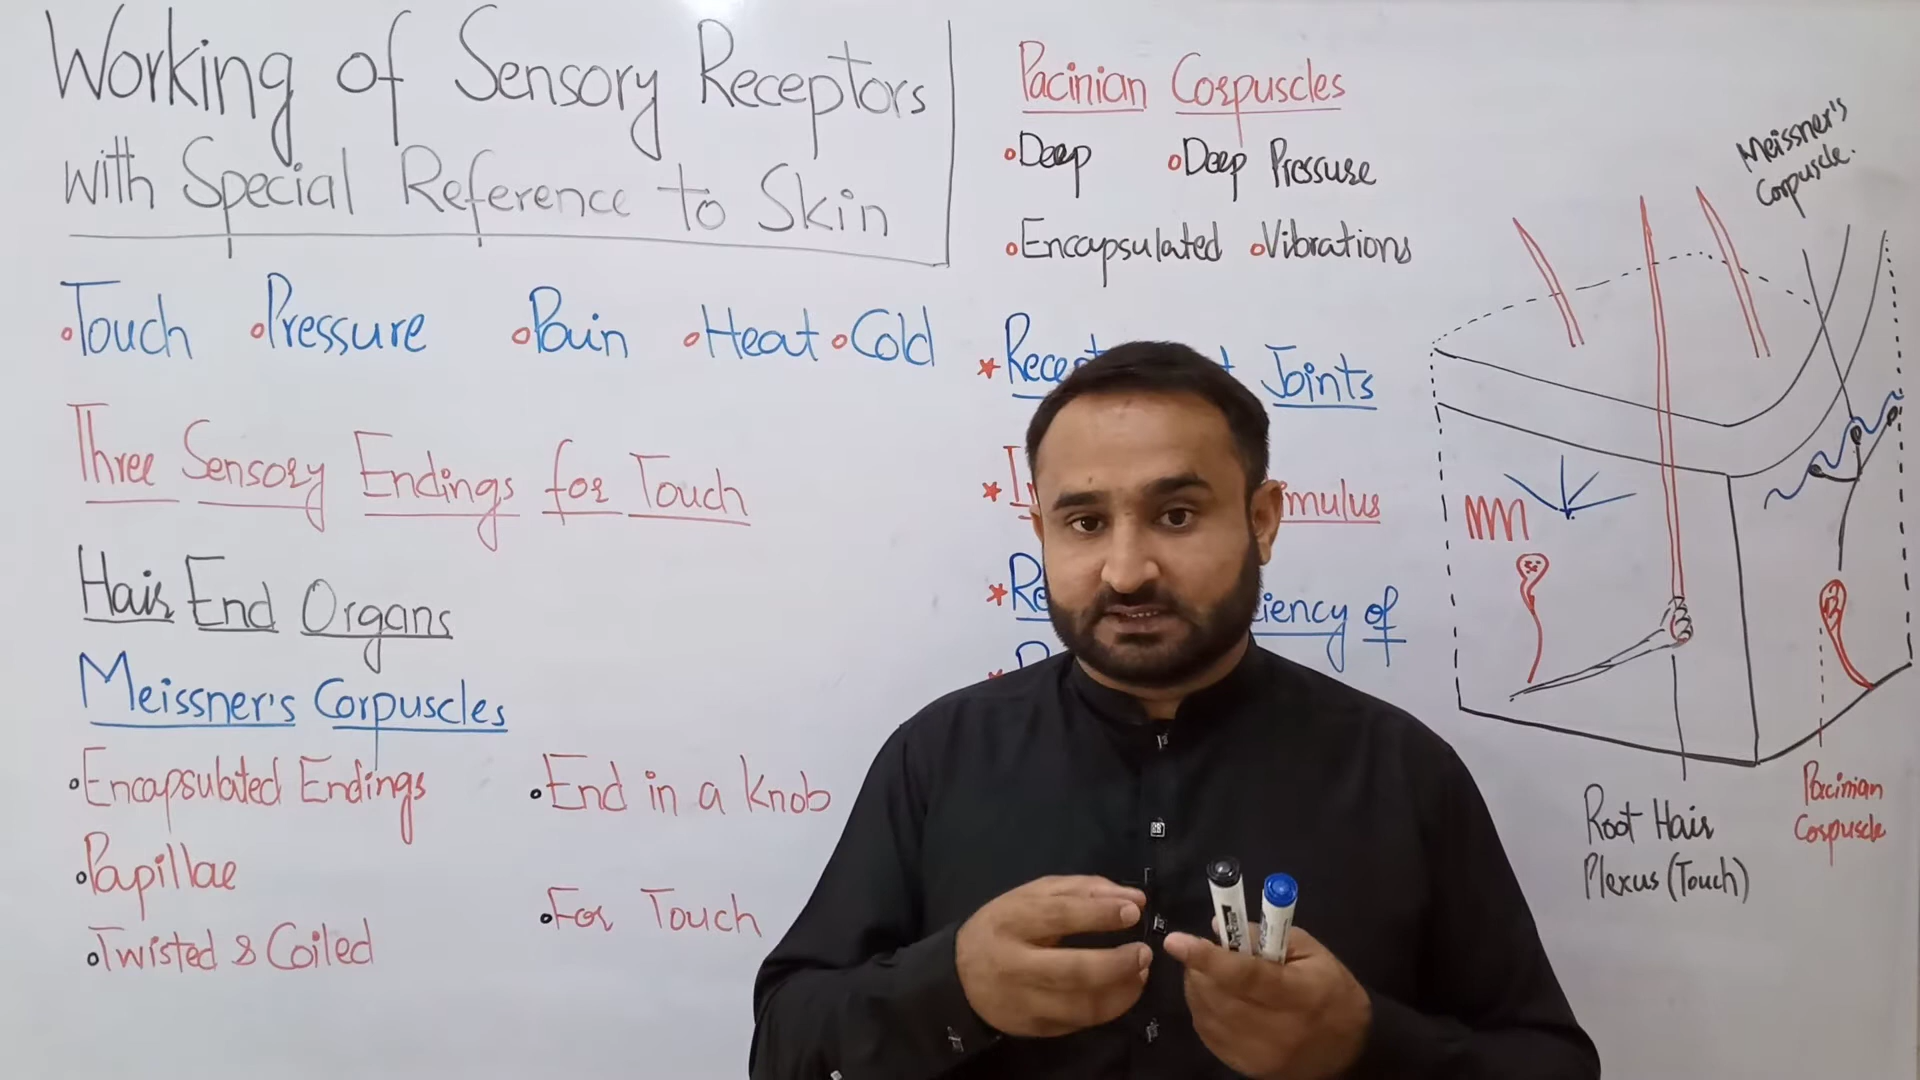 Working of Sensory Receptors
with Special Reference to Skin
Touch Pressure Pain Heat Cold
Three Sensory Endings for Touch
Hair End Organs
Meissner's Corpuscles
Encapsulated Endings
End in a Knob
Papillae
For Touch
Twisted & Coiled
Pacinian Corpuscles
Deep Deep Pressure
Encapsulated Vibrations
Joints
of
Meissner's
Corpuscle.
Root Hair
Plexus (Touch)
Pacinian
Corpuscle